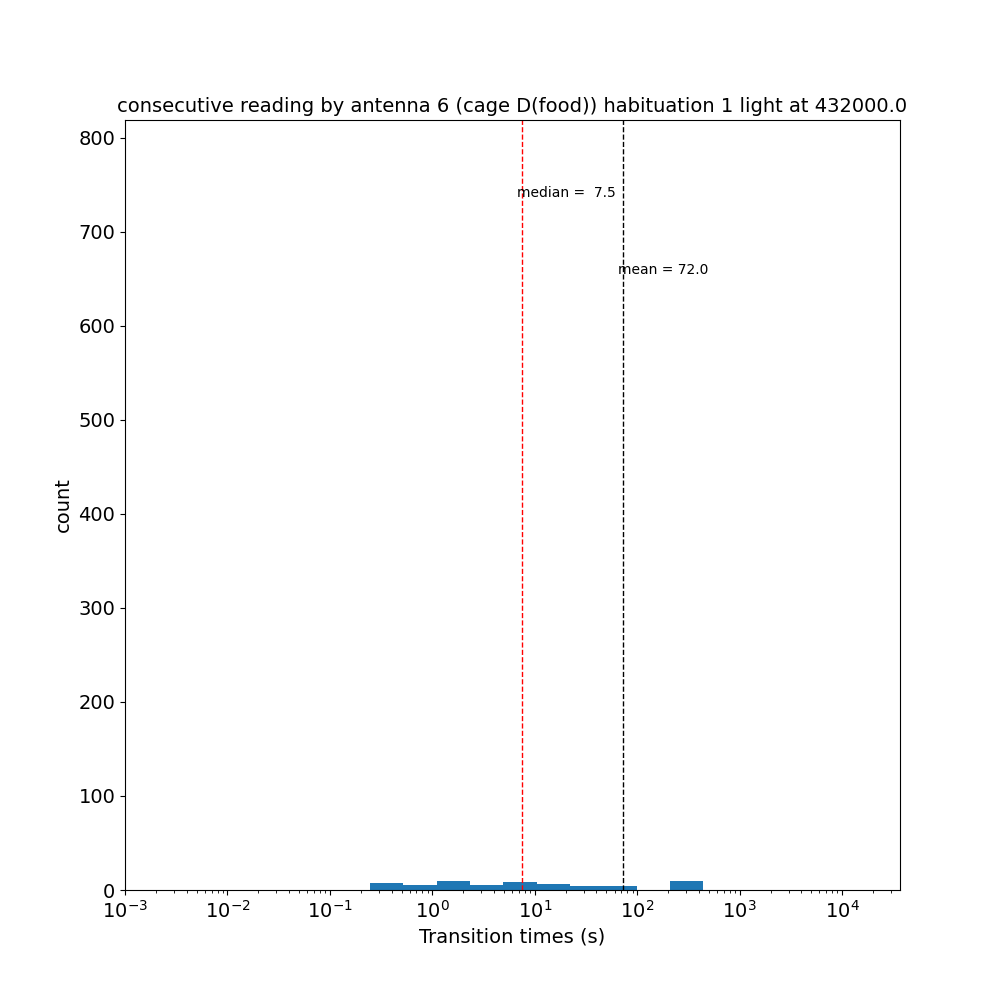 consecutive reading by antenna 6 (cage D(food)) habituation 1 light at 432000.0
800
median =  7.5
700
mean = 72.0
600
500
count
400
300
200
100
0
10⁻³ 10⁻² 10⁻¹ 10⁰ 10¹ 10² 10³ 10⁴
Transition times (s)